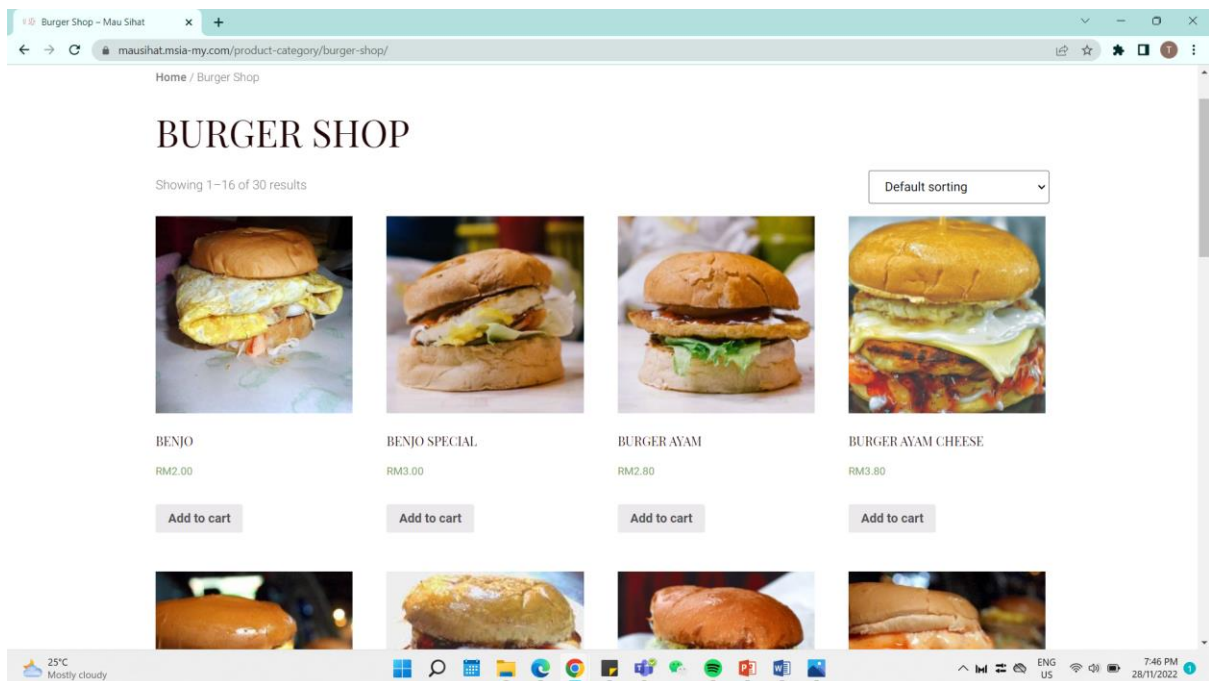 Burger Shop – Mau Sihat
mausihat.msia-my.com/product-category/burger-shop/
T
Home / Burger Shop
BURGER SHOP
Showing 1–16 of 30 results
Default sorting
BENJO
BENJO SPECIAL
BURGER AYAM
BURGER AYAM CHEESE
RM2.00
RM3.00
RM2.80
RM3.80
Add to cart
Add to cart
Add to cart
Add to cart
25°C
Mostly cloudy
ENG
US
7:46 PM
28/11/2022
1